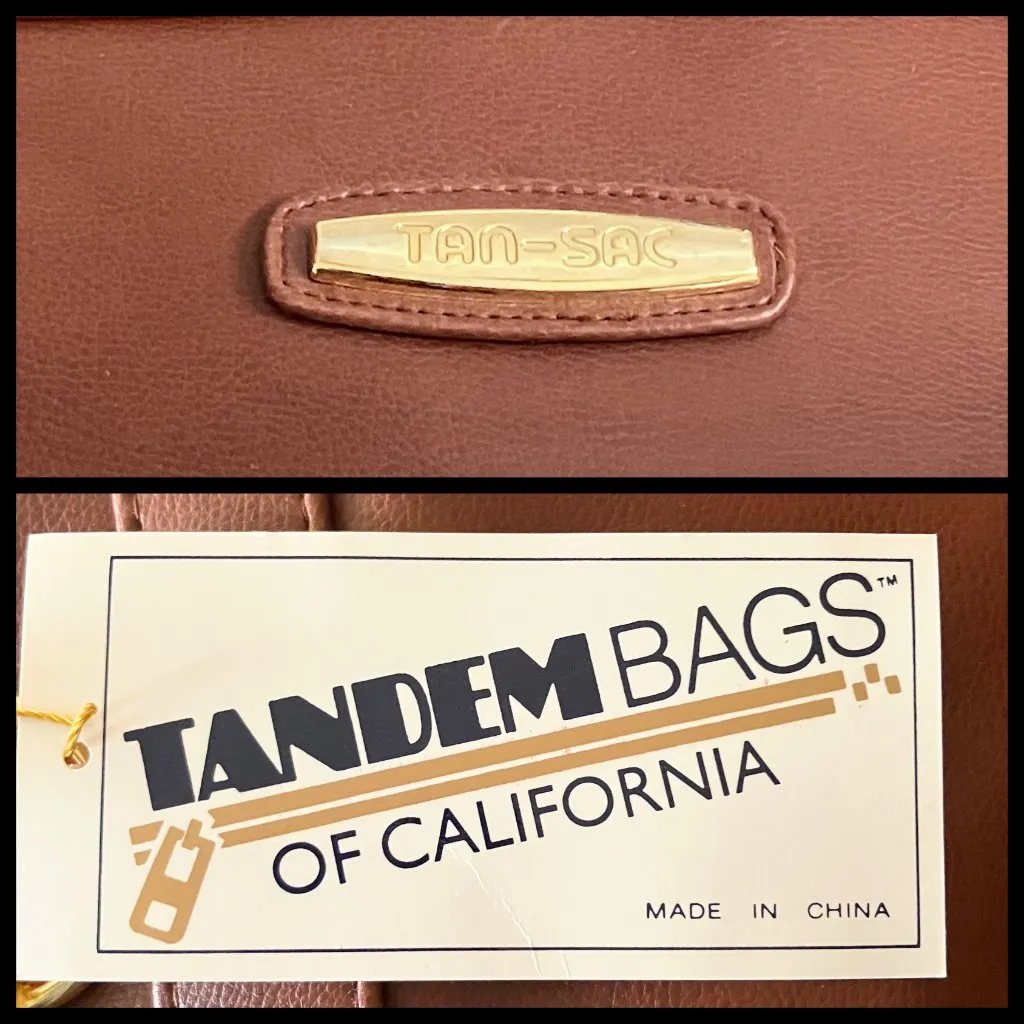 TAN-SAC
TANDEM BAGS™
OF CALIFORNIA
MADE IN CHINA